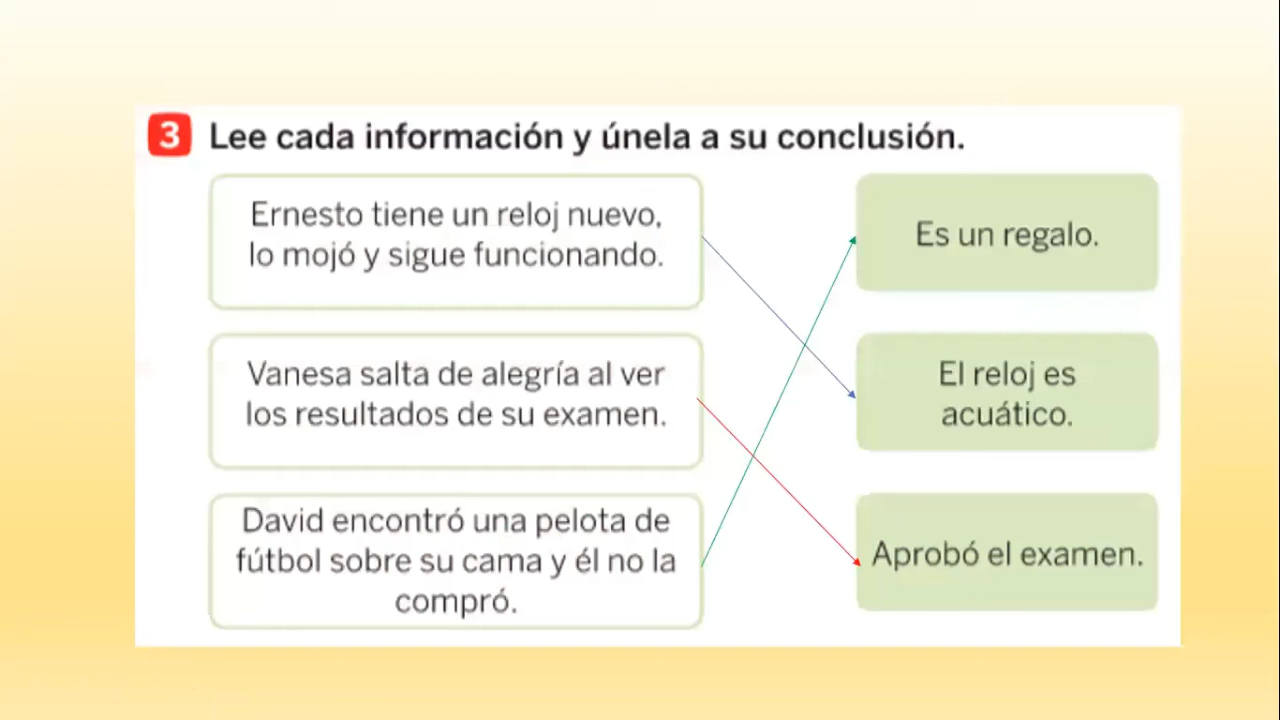 3 Lee cada información y únela a su conclusión.
Ernesto tiene un reloj nuevo,
lo mojó y sigue funcionando.
Es un regalo.
Vanesa salta de alegría al ver
los resultados de su examen.
El reloj es
acuático.
David encontró una pelota de
fútbol sobre su cama y él no la
compró.
Aprobó el examen.